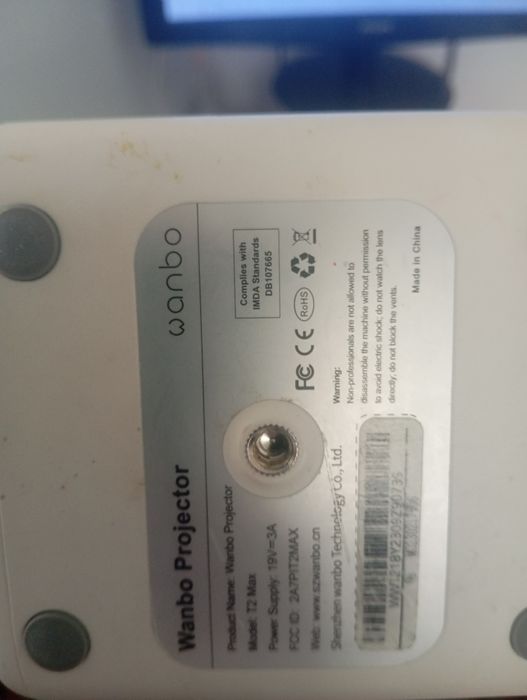 Wanbo Projector
wanbo
Product Name: Wanbo Projector
Model: T2 Max
Power Supply: 19V⎓3A
FCC ID: 2A7PIT2MAX
Web: www.szwanbo.cn
Shenzhen wanbo Technology Co., Ltd.
Complies with
IMDA Standards
DB107665
FC CE RoHS
Warning:
Non-professionals are not allowed to
disassemble the machine without permission
to avoid electric shock; do not watch the lens
directly; do not block the vents.
Made in China